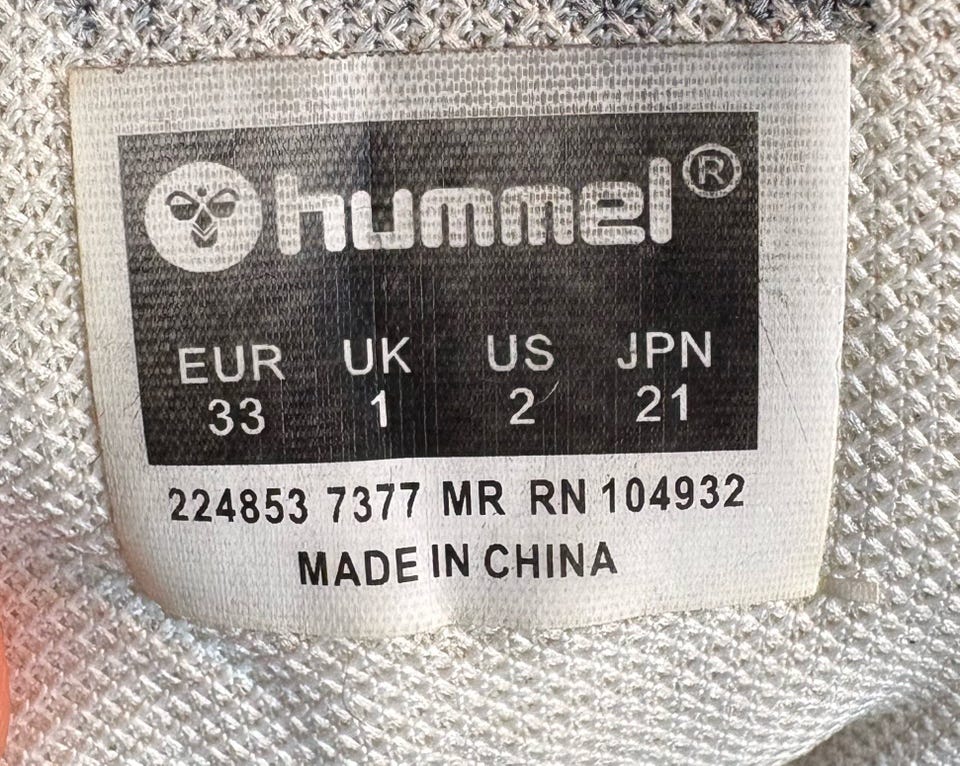 hummel®
EUR UK US JPN
33 1 2 21
224853 7377 MR RN 104932
MADE IN CHINA